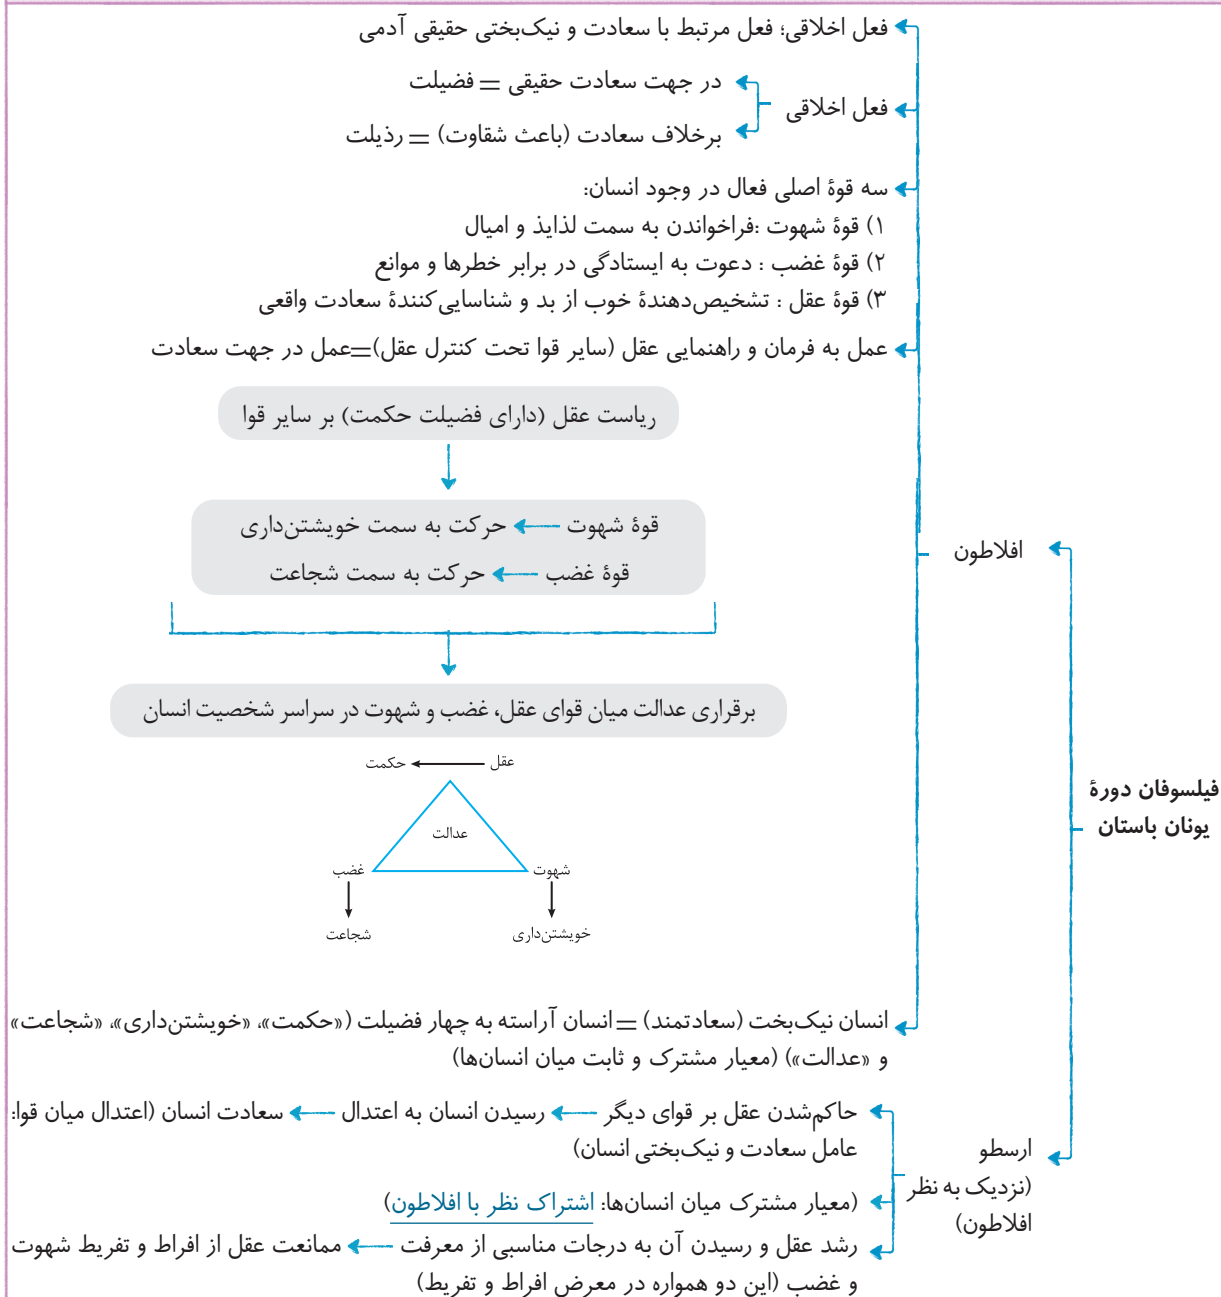 فیلسوفان دورهٔ
یونان باستان
افلاطون
فعل اخلاقی؛ فعل مرتبط با سعادت و نیک‌بختی حقیقی آدمی
فعل اخلاقی
در جهت سعادت حقیقی = فضیلت
برخلاف سعادت (باعث شقاوت) = رذیلت
سه قوهٔ اصلی فعال در وجود انسان:
۱) قوهٔ شهوت :فراخواندن به سمت لذایذ و امیال
۲) قوهٔ غضب : دعوت به ایستادگی در برابر خطرها و موانع
۳) قوهٔ عقل : تشخیص‌دهندهٔ خوب از بد و شناسایی‌کنندهٔ سعادت واقعی
عمل به فرمان و راهنمایی عقل (سایر قوا تحت کنترل عقل)=عمل در جهت سعادت
ریاست عقل (دارای فضیلت حکمت) بر سایر قوا
قوهٔ شهوت ← حرکت به سمت خویشتن‌داری
قوهٔ غضب ← حرکت به سمت شجاعت
برقراری عدالت میان قوای عقل، غضب و شهوت در سراسر شخصیت انسان
عقل ← حکمت
عدالت
شهوت
غضب
خویشتن‌داری
شجاعت
انسان نیک‌بخت (سعادتمند) = انسان آراسته به چهار فضیلت («حکمت»، «خویشتن‌داری»، «شجاعت»
و «عدالت») (معیار مشترک و ثابت میان انسان‌ها)
ارسطو
(نزدیک به نظر
افلاطون)
حاکم‌شدن عقل بر قوای دیگر ← رسیدن انسان به اعتدال ← سعادت انسان (اعتدال میان قوا:
عامل سعادت و نیک‌بختی انسان)
(معیار مشترک میان انسان‌ها: اشتراک نظر با افلاطون)
رشد عقل و رسیدن آن به درجات مناسبی از معرفت ← ممانعت عقل از افراط و تفریط شهوت
و غضب (این دو همواره در معرض افراط و تفریط)